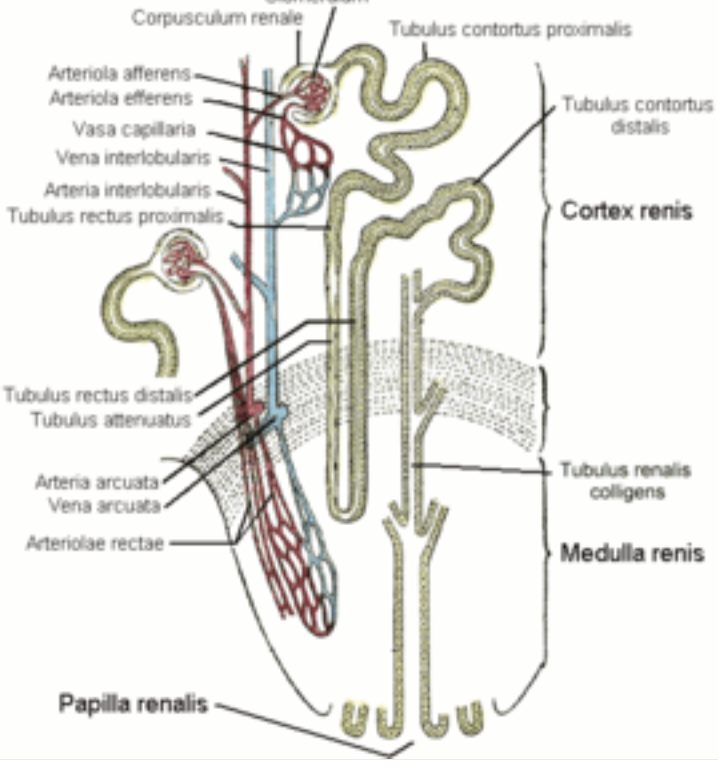 Corpusculum renale
Tubulus contortus proximalis
Arteriola afferens
Arteriola efferens
Vasa capillaria
Vena interlobularis
Arteria interlobularis
Tubulus rectus proximalis
Tubulus contortus
distalis
Cortex renis
Tubulus rectus distalis
Tubulus attenuatus
Arteria arcuata
Vena arcuata
Arteriolae rectae
Tubulus renalis
colligens
Medulla renis
Papilla renalis